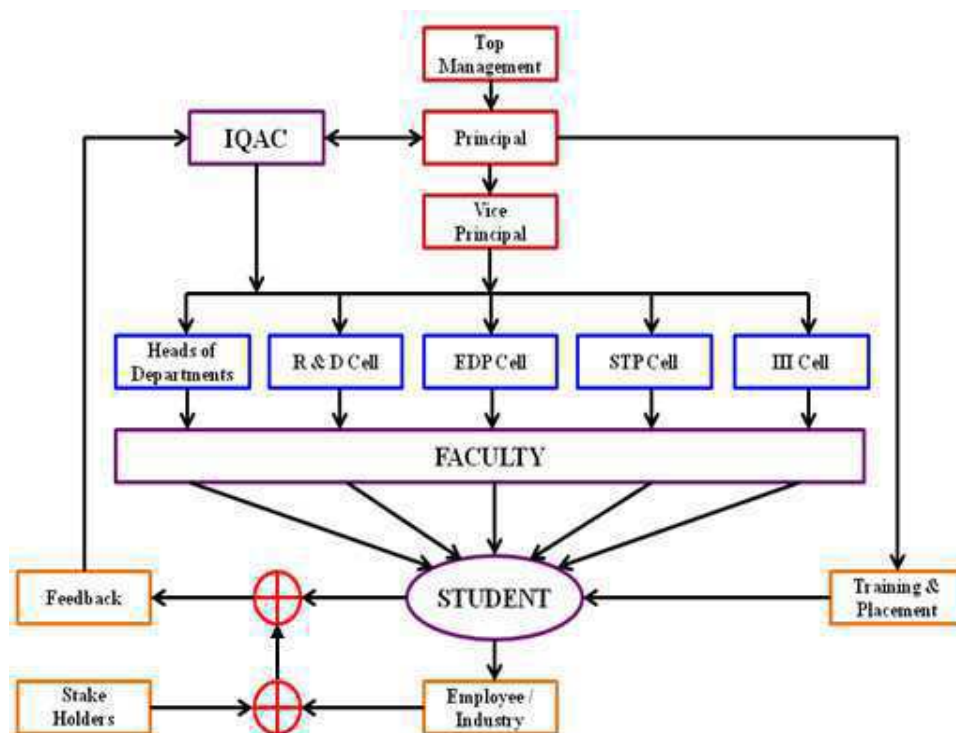 Top
Management
IQAC
Principal
Vice
Principal
Heads of
Departments
R & D Cell
EDP Cell
STP Cell
III Cell
FACULTY
Feedback
STUDENT
Training &
Placement
Stake
Holders
Employee /
Industry